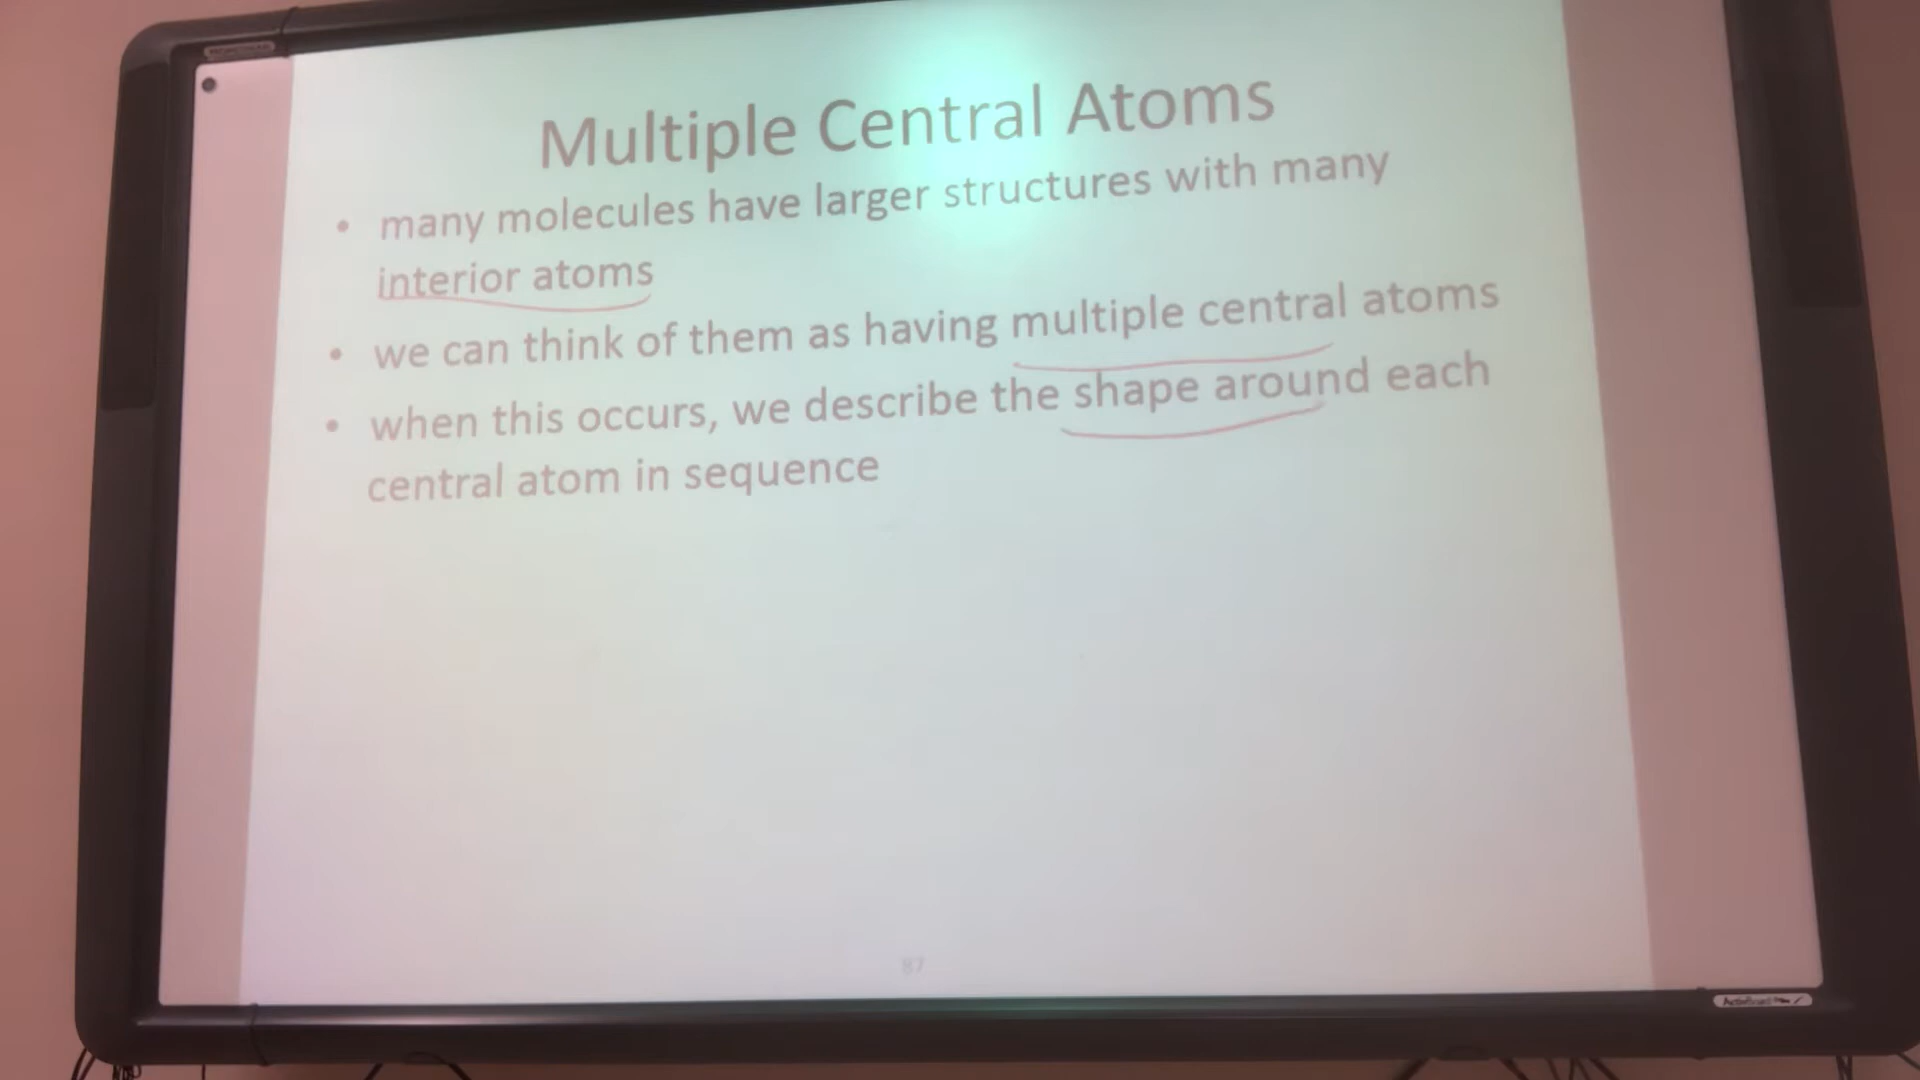 Multiple Central Atoms
• many molecules have larger structures with many
interior atoms
• we can think of them as having multiple central atoms
• when this occurs, we describe the shape around each
central atom in sequence
87